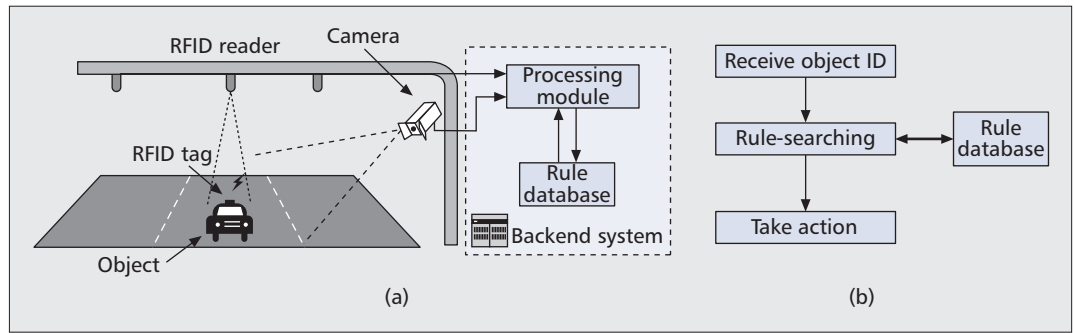 RFID reader
Camera
Processing
module
RFID tag
Rule
database
Backend system
Object
(a)
Receive object ID
Rule-searching
Rule
database
Take action
(b)